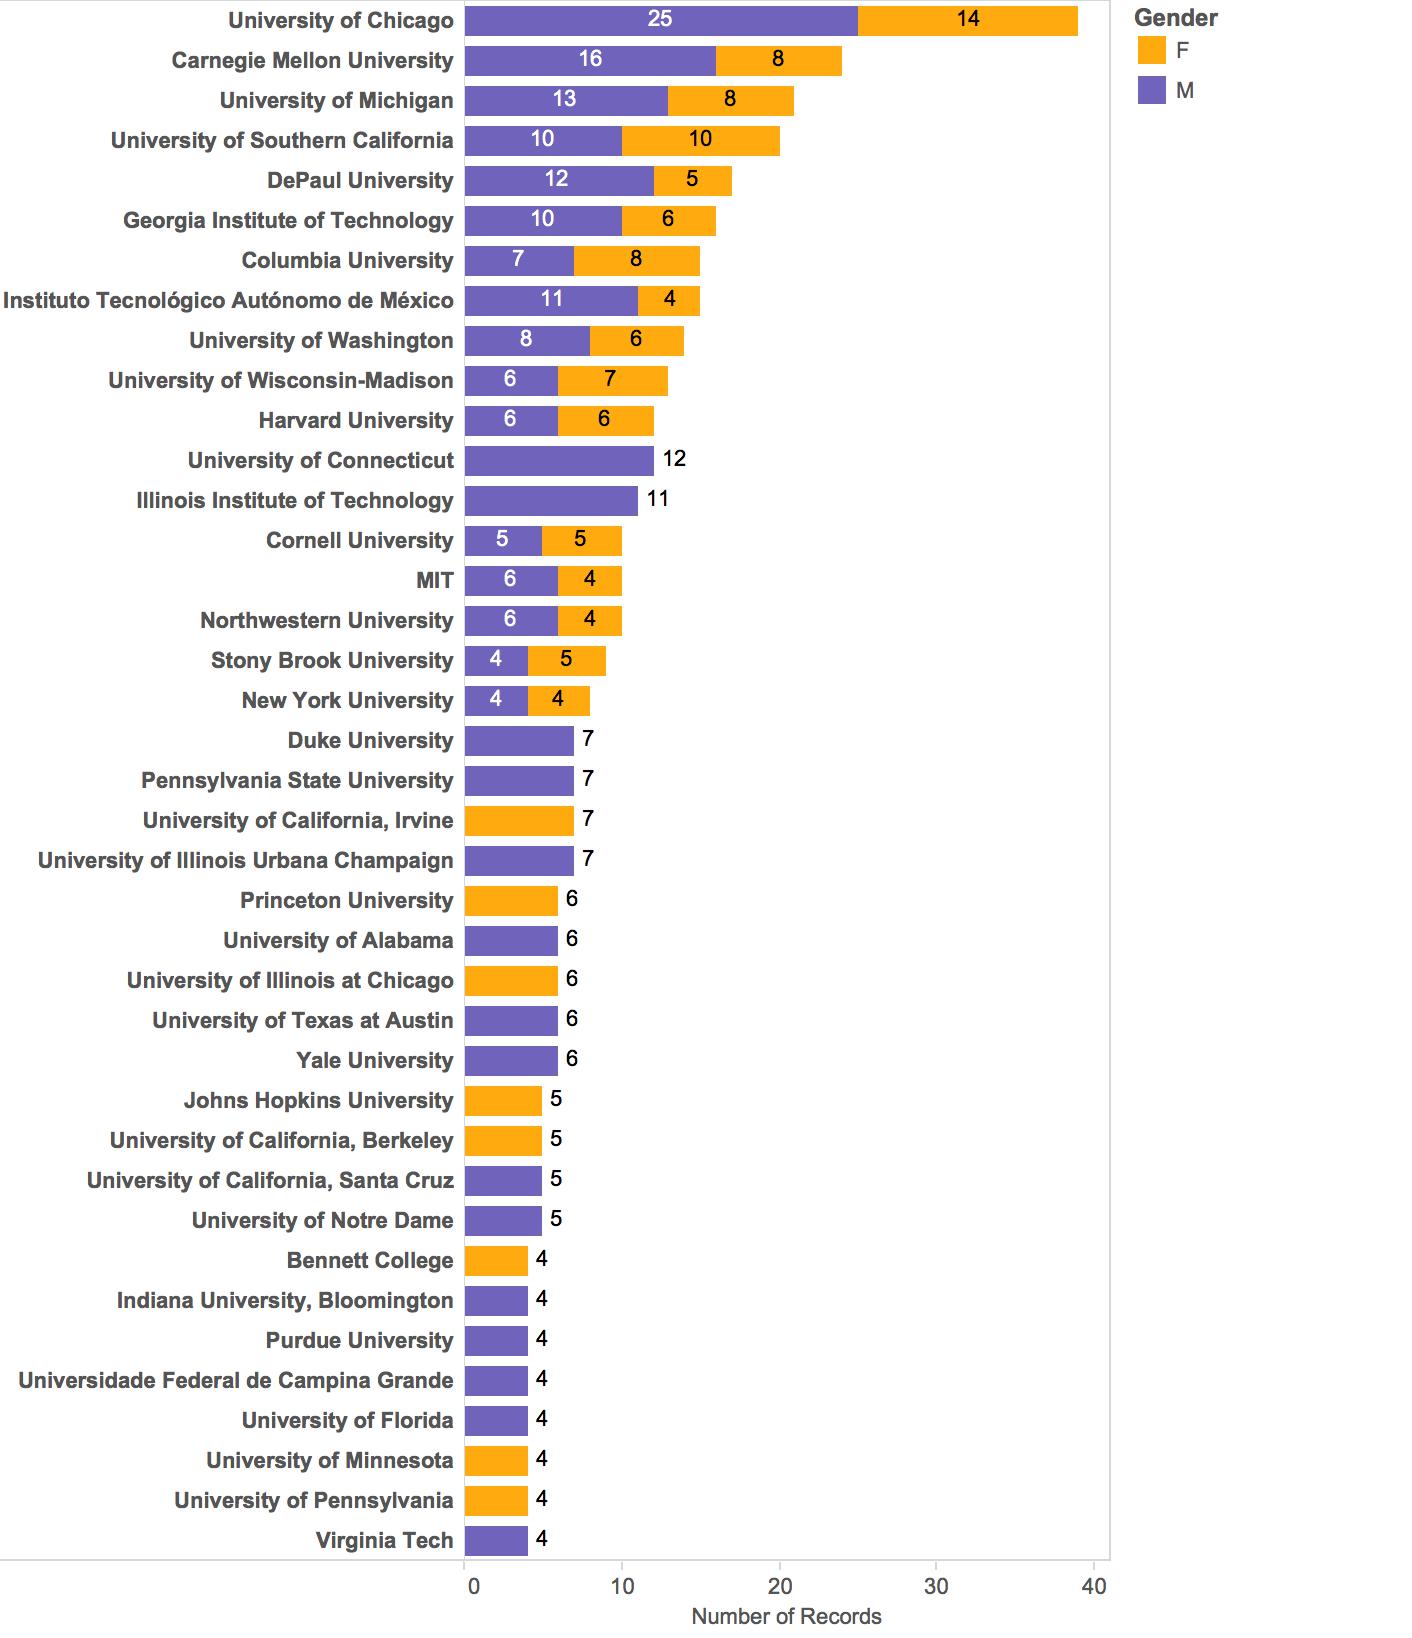 University of Chicago 25 14
Carnegie Mellon University 16 8
University of Michigan 13 8
University of Southern California 10 10
DePaul University 12 5
Georgia Institute of Technology 10 6
Columbia University 7 8
Instituto Tecnológico Autónomo de México 11 4
University of Washington 8 6
University of Wisconsin-Madison 6 7
Harvard University 6 6
University of Connecticut 12
Illinois Institute of Technology 11
Cornell University 5 5
MIT 6 4
Northwestern University 6 4
Stony Brook University 4 5
New York University 4 4
Duke University 7
Pennsylvania State University 7
University of California, Irvine 7
University of Illinois Urbana Champaign 7
Princeton University 6
University of Alabama 6
University of Illinois at Chicago 6
University of Texas at Austin 6
Yale University 6
Johns Hopkins University 5
University of California, Berkeley 5
University of California, Santa Cruz 5
University of Notre Dame 5
Bennett College 4
Indiana University, Bloomington 4
Purdue University 4
Universidade Federal de Campina Grande 4
University of Florida 4
University of Minnesota 4
University of Pennsylvania 4
Virginia Tech 4
0 10 20 30 40
Number of Records
Gender
F
M